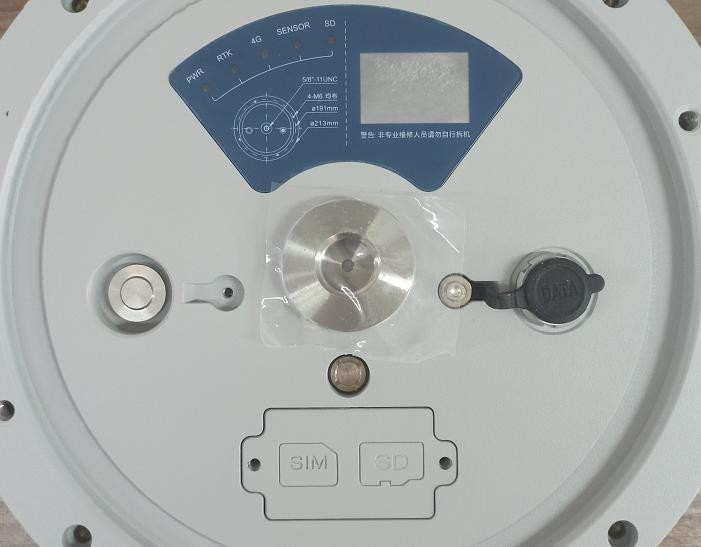 PWR
RTK
4G
SENSOR
SD
5/8"-11UNC
4-M6 均布
ø191mm
ø213mm
警告: 非专业维修人员请勿自行拆机
DATA
SIM
SD